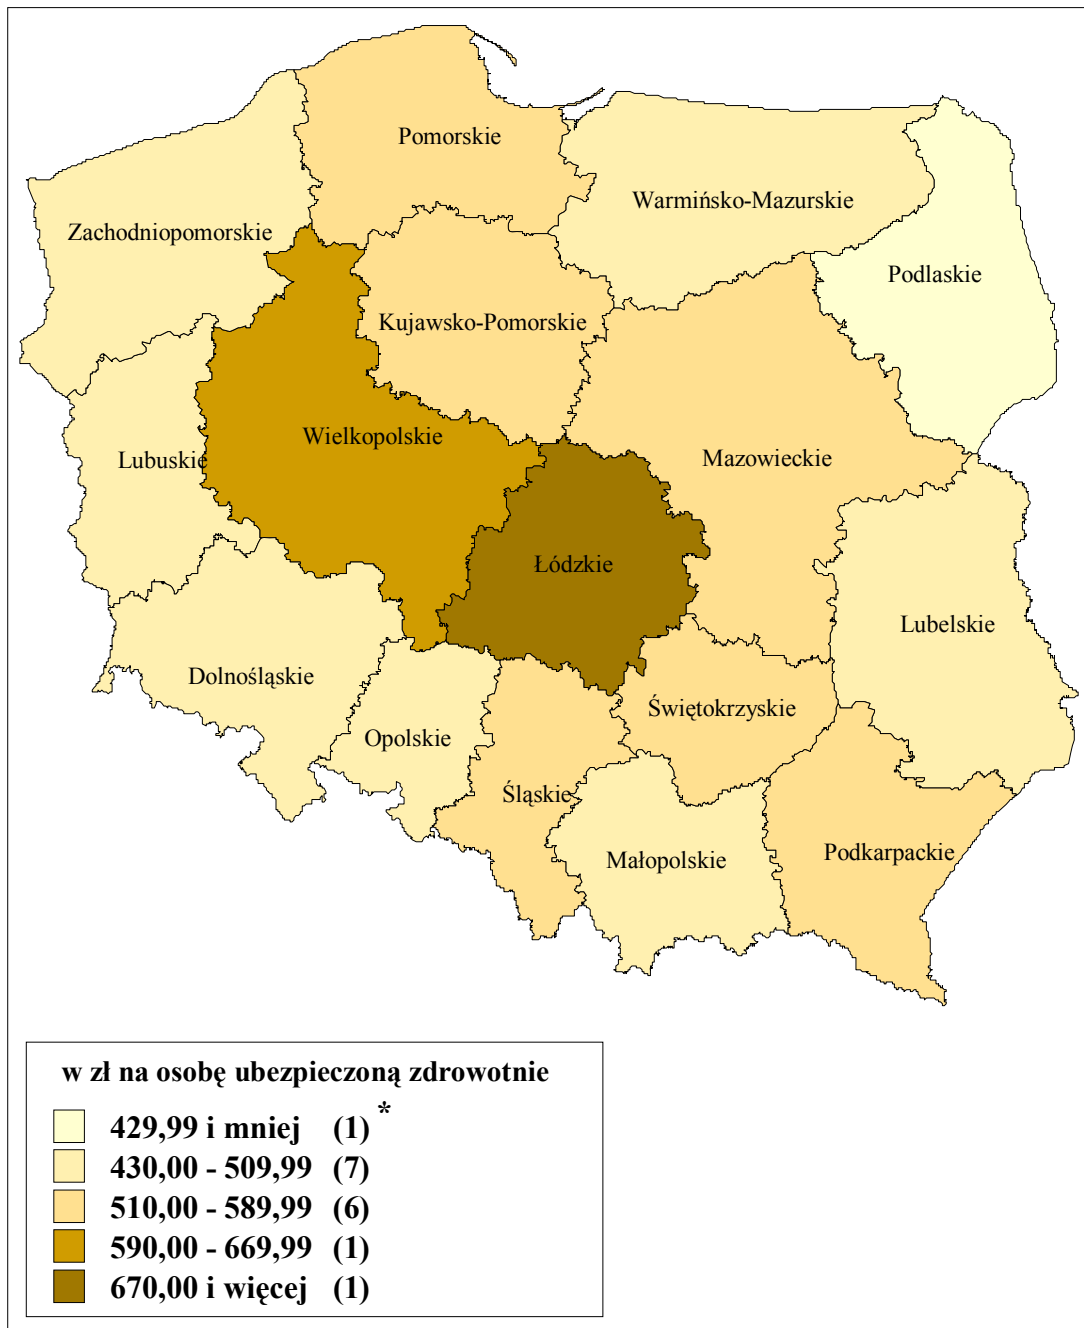 Pomorskie
Warmińsko-Mazurskie
Zachodniopomorskie
Podlaskie
Kujawsko-Pomorskie
Wielkopolskie
Lubuskie
Mazowieckie
Łódzkie
Lubelskie
Dolnośląskie
Świętokrzyskie
Opolskie
Śląskie
Podkarpackie
Małopolskie
w zł na osobę ubezpieczoną zdrowotnie
429,99 i mniej (1) *
430,00 - 509,99 (7)
510,00 - 589,99 (6)
590,00 - 669,99 (1)
670,00 i więcej (1)